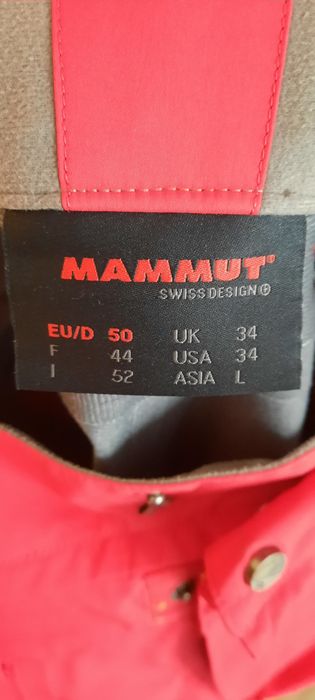 MAMMUT®
SWISS DESIGN
EU/D 50 UK 34
F 44 USA 34
I 52 ASIA L